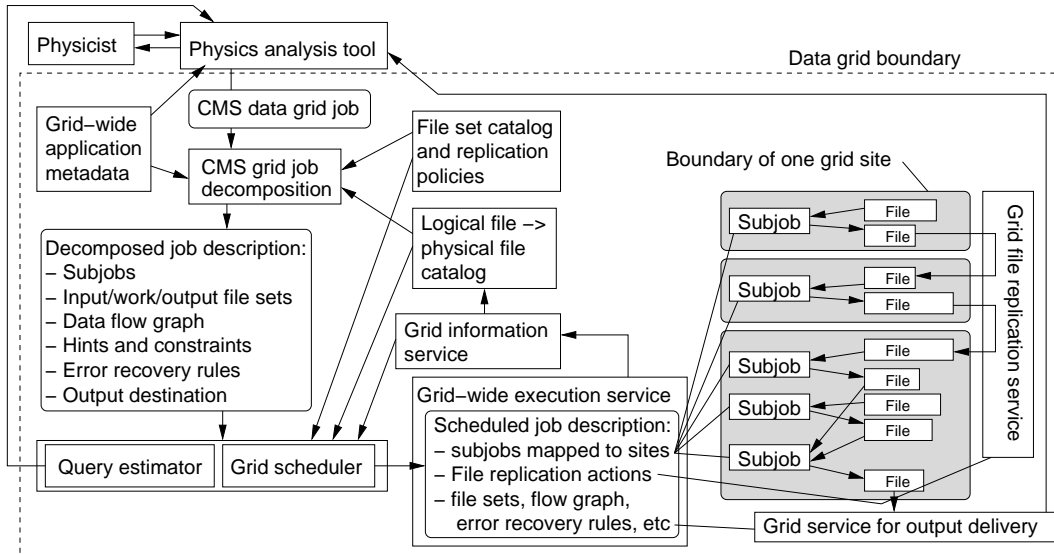 Physicist
Physics analysis tool
Data grid boundary
CMS data grid job
Grid–wide
application
metadata
CMS grid job
decomposition
File set catalog
and replication
policies
Boundary of one grid site
Logical file –>
physical file
catalog
Decomposed job description:
– Subjobs
– Input/work/output file sets
– Data flow graph
– Hints and constraints
– Error recovery rules
– Output destination
Grid information
service
Query estimator
Grid scheduler
Grid–wide execution service
Scheduled job description:
– subjobs mapped to sites
– File replication actions
– file sets, flow graph,
error recovery rules, etc
Subjob
File
File
Subjob
File
File
Subjob
File
File
Subjob
File
File
Subjob
File
Grid file replication service
Grid service for output delivery